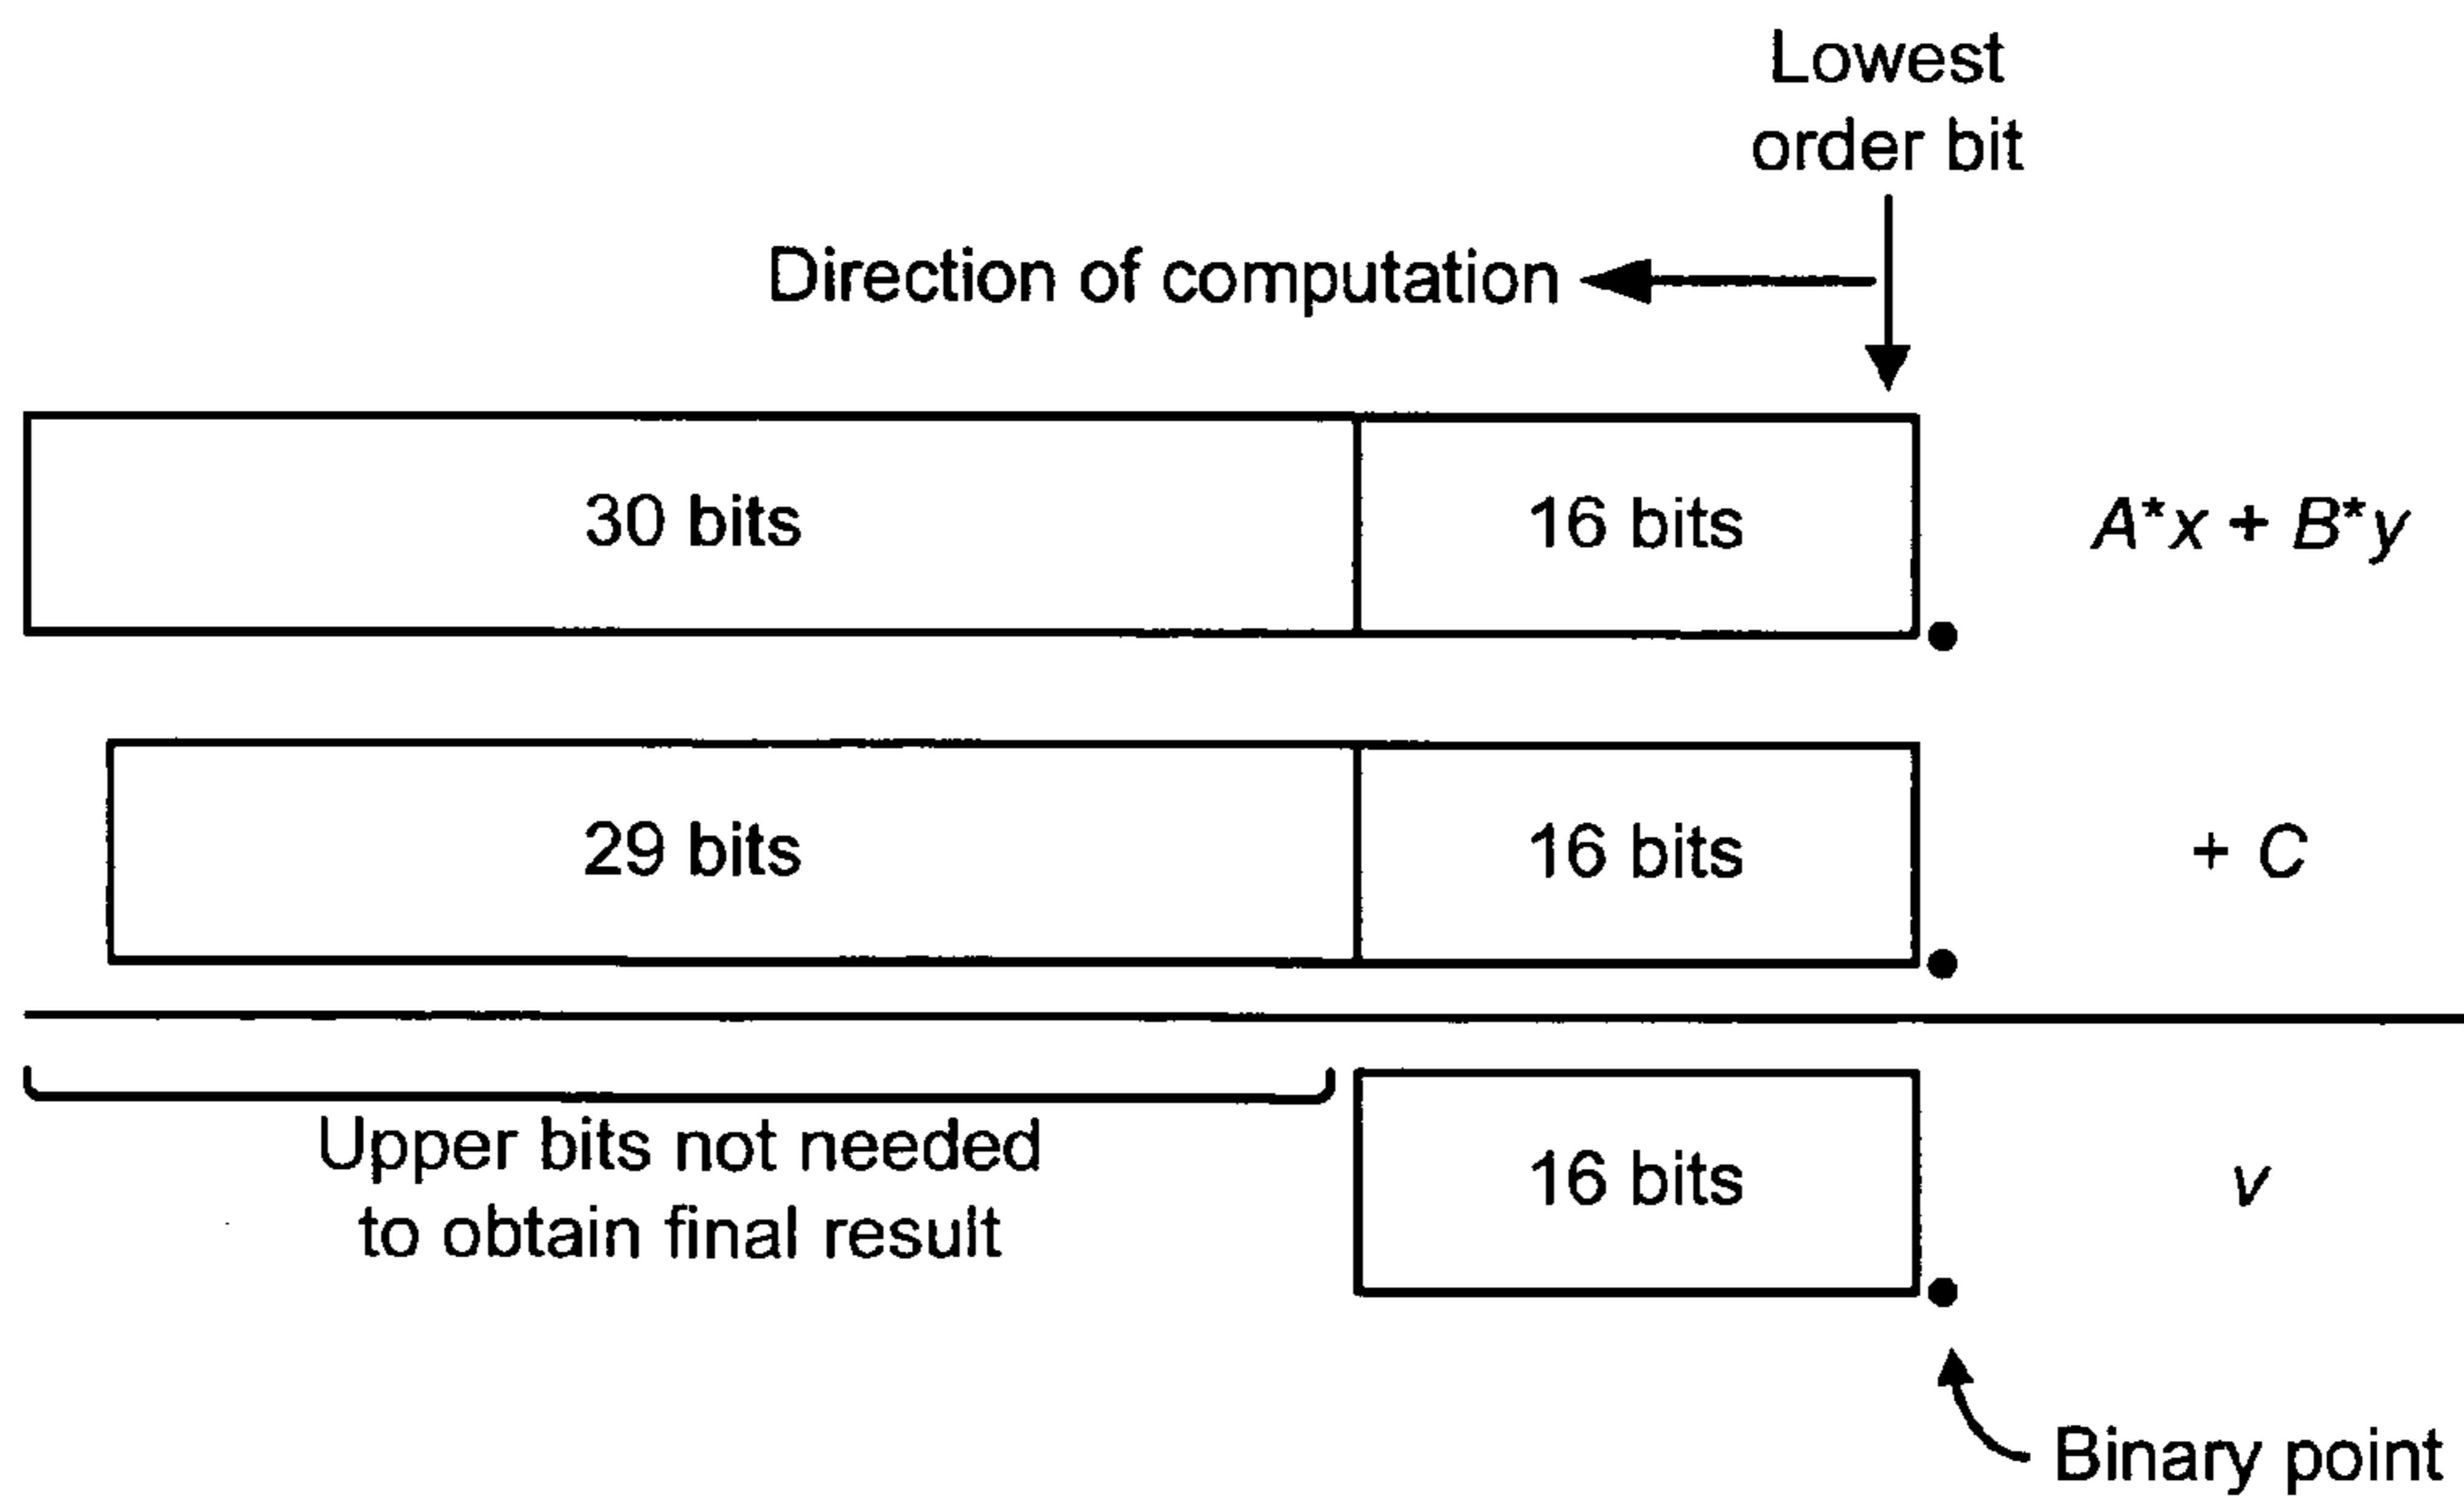 Lowest
order bit
Direction of computation
30 bits
16 bits
A*x + B*y
29 bits
16 bits
+ C
Upper bits not needed
to obtain final result
16 bits
v
Binary point